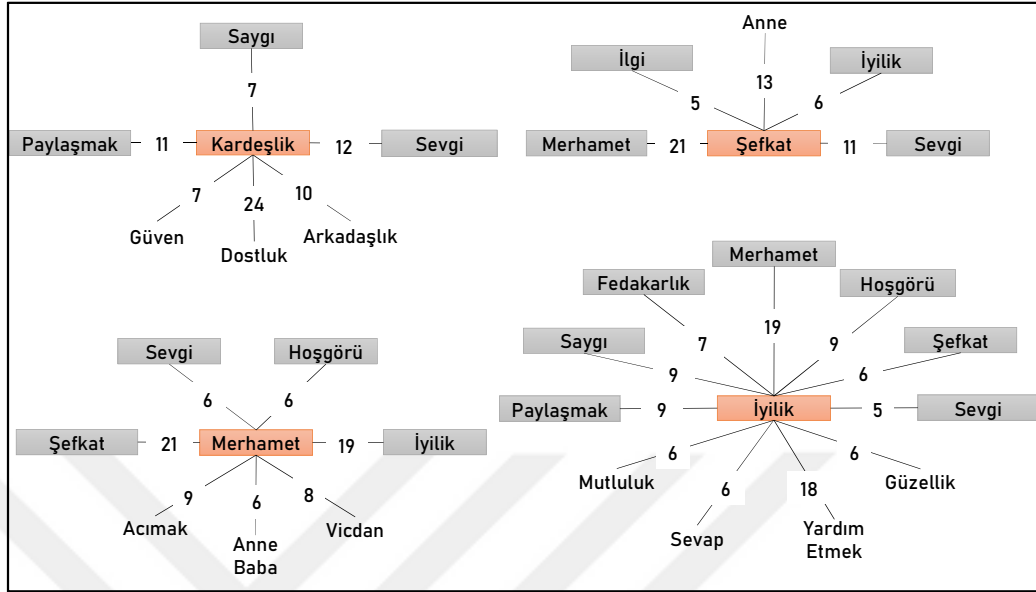 Saygı
7
Paylaşmak 11 Kardeşlik 12 Sevgi
7 24 10
Güven Dostluk Arkadaşlık
Anne
İlgi 13 İyilik
5 6
Merhamet 21 Şefkat 11 Sevgi
Sevgi Hoşgörü
6 6
Şefkat 21 Merhamet 19 İyilik
9 6 8
Acımak Anne Vicdan
Baba
Merhamet
Fedakarlık Hoşgörü
19
Saygı 7 9 Şefkat
9 6
Paylaşmak 9 İyilik 5 Sevgi
6 6
Mutluluk Güzellik
6 18
Sevap Yardım
Etmek